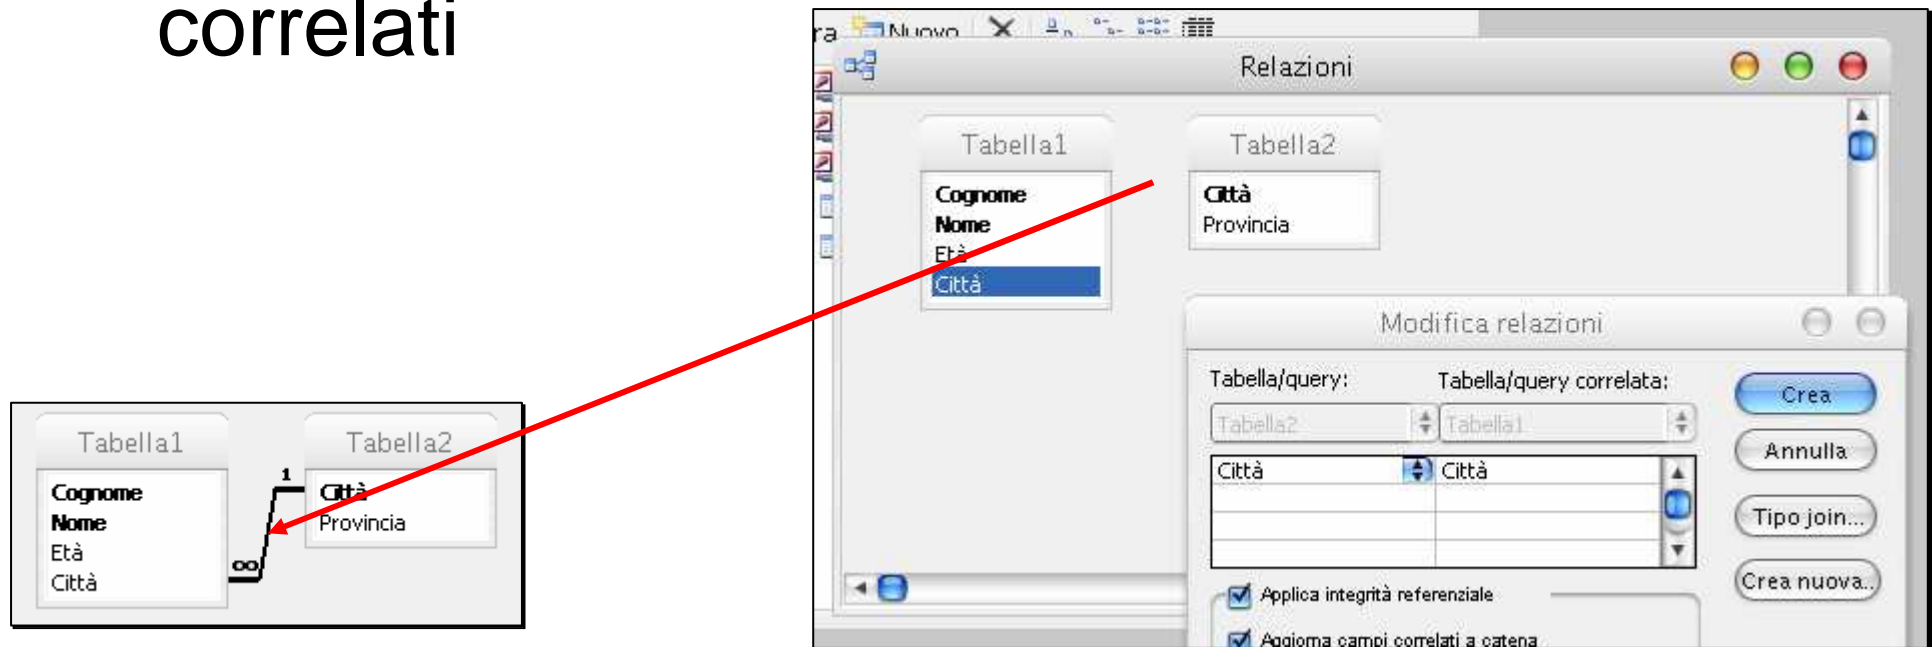 correlati
ra Nuovo
Relazioni
Tabella1
Cognome
Nome
Età
Città
Tabella2
Città
Provincia
Modifica relazioni
Tabella/query:
Tabella/query correlata:
Tabella2
Tabella1
Città
Città
Crea
Annulla
Tipo join...
Crea nuova..
Applica integrità referenziale
Aggiorna campi correlati a catena
Tabella1
Cognome
Nome
Età
Città
1
∞
Tabella2
Città
Provincia